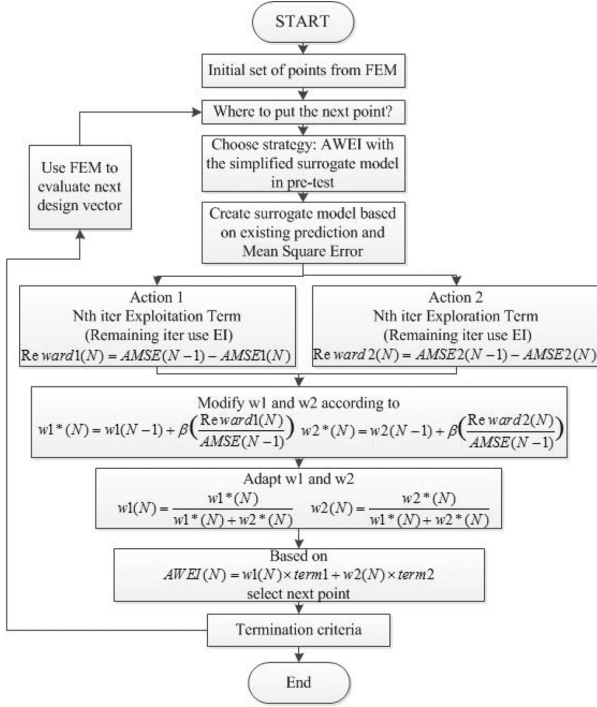 START
Initial set of points from FEM
Where to put the next point?
Choose strategy: AWEI with
the simplified surrogate model
in pre-test
Use FEM to
evaluate next
design vector
Create surrogate model based
on existing prediction and
Mean Square Error
Action 1
Nth iter Exploitation Term
(Remaining iter use EI)
Reward1(N) = AMSE(N−1) − AMSE1(N)
Action 2
Nth iter Exploration Term
(Remaining iter use EI)
Reward2(N) = AMSE2(N−1) − AMSE2(N)
Modify w1 and w2 according to
w1*(N) = w1(N−1) + β(Reward1(N)/AMSE(N−1)) w2*(N) = w2(N−1) + β(Reward2(N)/AMSE(N−1))
Adapt w1 and w2
w1(N) = w1*(N)/(w1*(N) + w2*(N)) w2(N) = w2*(N)/(w1*(N) + w2*(N))
Based on
AWEI(N) = w1(N)×term1 + w2(N)×term2
select next point
Termination criteria
End